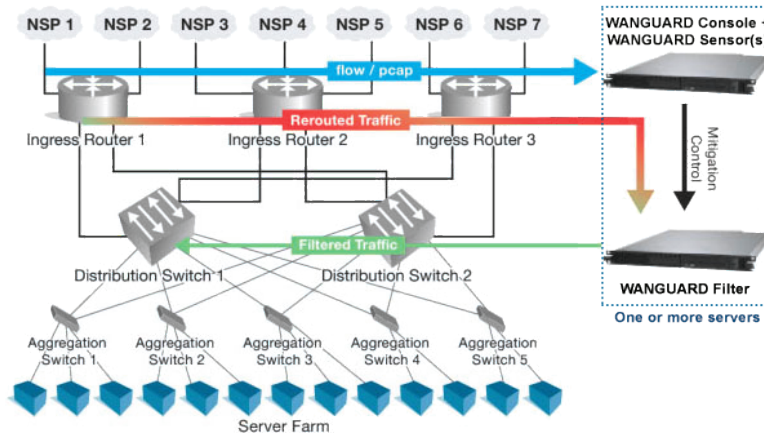 NSP 1
NSP 2
NSP 3
NSP 4
NSP 5
NSP 6
NSP 7
WANGUARD Console +
WANGUARD Sensor(s
flow / pcap
Rerouted Traffic
Ingress Router 1
Ingress Router 2
Ingress Router 3
Mitigation
Control
Filtered Traffic
Distribution Switch 1
Distribution Switch 2
WANGUARD Filter
One or more servers
Aggregation
Switch 1
Aggregation
Switch 2
Aggregation
Switch 3
Aggregation
Switch 4
Aggregation
Switch 5
Server Farm